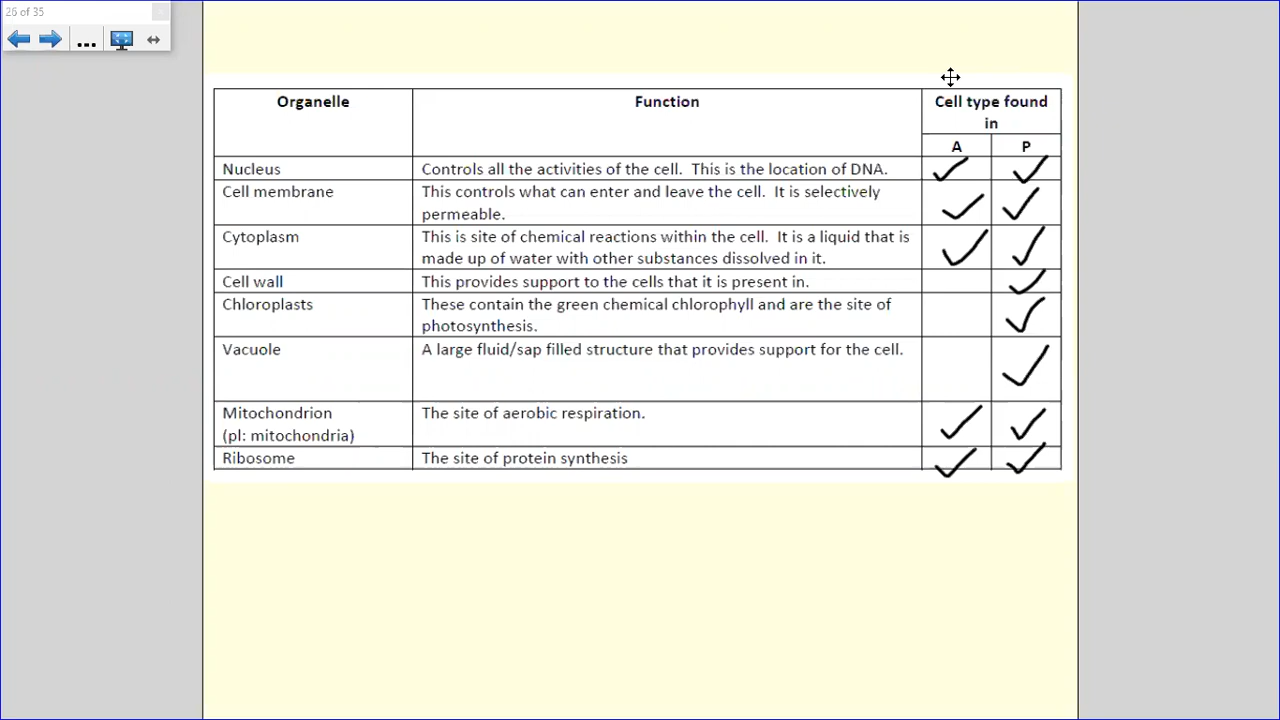 26 of 35
Organelle Function Cell type found
in
A P
Nucleus Controls all the activities of the cell. This is the location of DNA. ✓ ✓
Cell membrane This controls what can enter and leave the cell. It is selectively
permeable. ✓ ✓
Cytoplasm This is site of chemical reactions within the cell. It is a liquid that is
made up of water with other substances dissolved in it. ✓ ✓
Cell wall This provides support to the cells that it is present in. ✓
Chloroplasts These contain the green chemical chlorophyll and are the site of
photosynthesis. ✓
Vacuole A large fluid/sap filled structure that provides support for the cell. ✓
Mitochondrion The site of aerobic respiration. ✓ ✓
(pl: mitochondria)
Ribosome The site of protein synthesis ✓ ✓